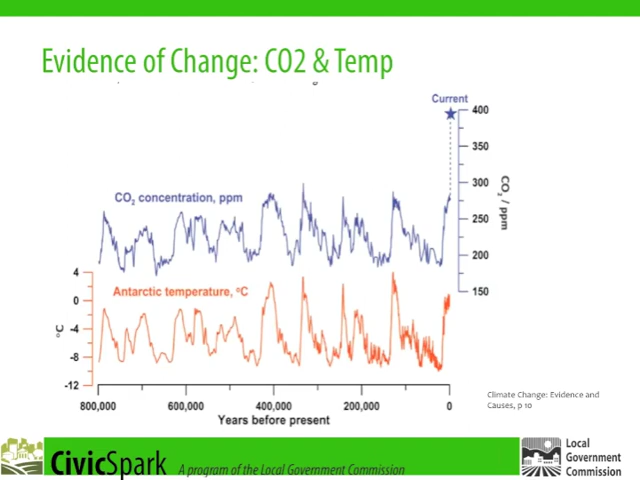 Evidence of Change: CO2 & Temp
Current
400
350
300
250
200
150
CO₂ / ppm
CO₂ concentration, ppm
Antarctic temperature, °C
4
0
-4
-8
-12
°C
800,000
600,000
400,000
200,000
0
Years before present
Climate Change: Evidence and
Causes, p 10
CivicSpark A program of the Local Government Commission
Local
Government
Commission